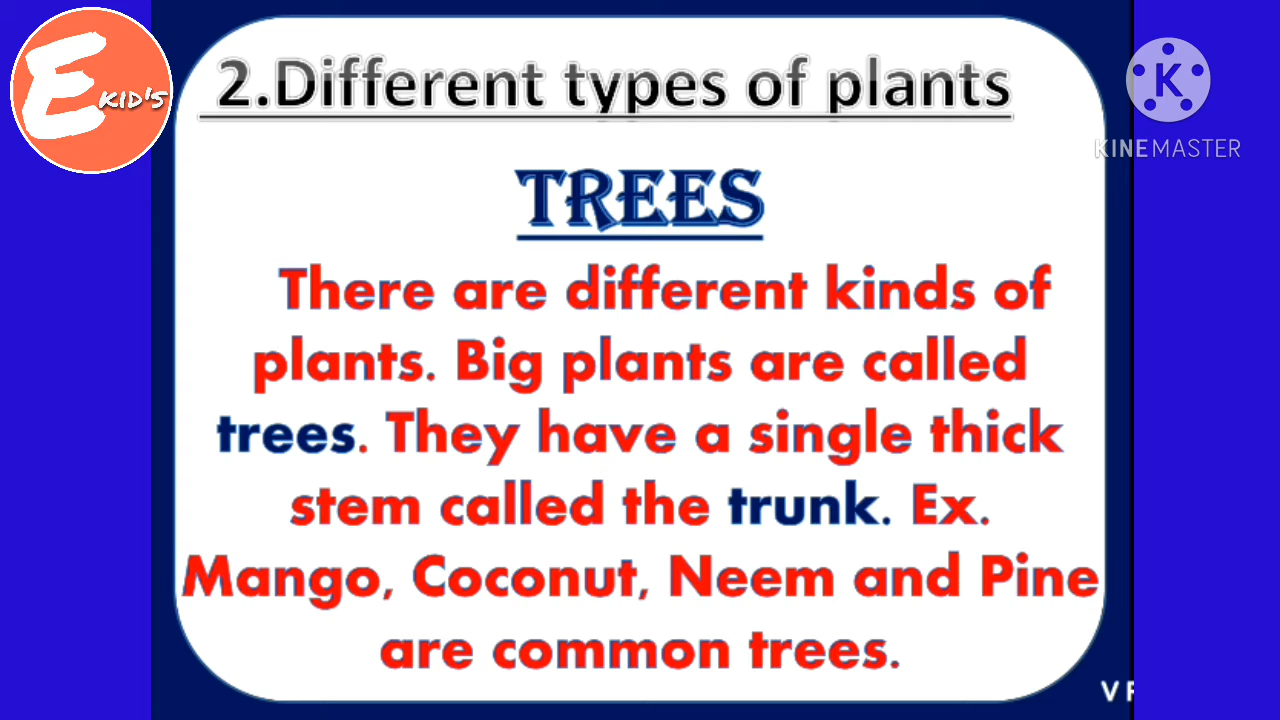 E KID'S
2.Different types of plants
K
KINEMASTER
TREES
There are different kinds of
plants. Big plants are called
trees. They have a single thick
stem called the trunk. Ex.
Mango, Coconut, Neem and Pine
are common trees.